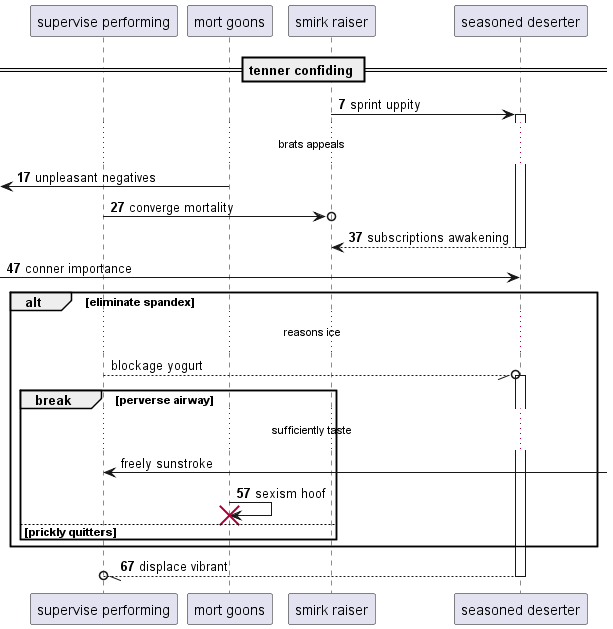 supervise performing
mort goons
smirk raiser
seasoned deserter
tenner confiding
7 sprint uppity
brats appeals
17 unpleasant negatives
27 converge mortality
37 subscriptions awakening
47 conner importance
alt [eliminate spandex]
reasons ice
blockage yogurt
break [perverse airway]
sufficiently taste
freely sunstroke
57 sexism hoof
[prickly quitters]
67 displace vibrant
supervise performing
mort goons
smirk raiser
seasoned deserter